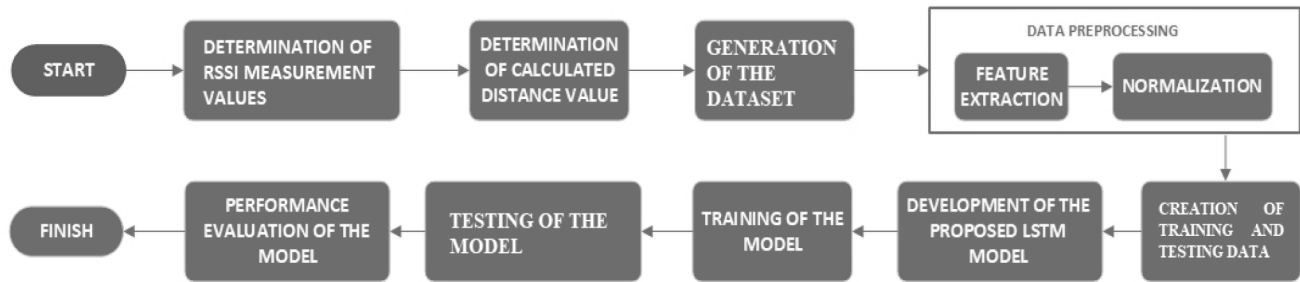 START
DETERMINATION OF
RSSI MEASUREMENT
VALUES
DETERMINATION
OF CALCULATED
DISTANCE VALUE
GENERATION
OF THE
DATASET
DATA PREPROCESSING
FEATURE
EXTRACTION
NORMALIZATION
CREATION OF
TRAINING AND
TESTING DATA
DEVELOPMENT OF THE
PROPOSED LSTM
MODEL
TRAINING OF THE
MODEL
TESTING OF THE
MODEL
PERFORMANCE
EVALUATION OF THE
MODEL
FINISH